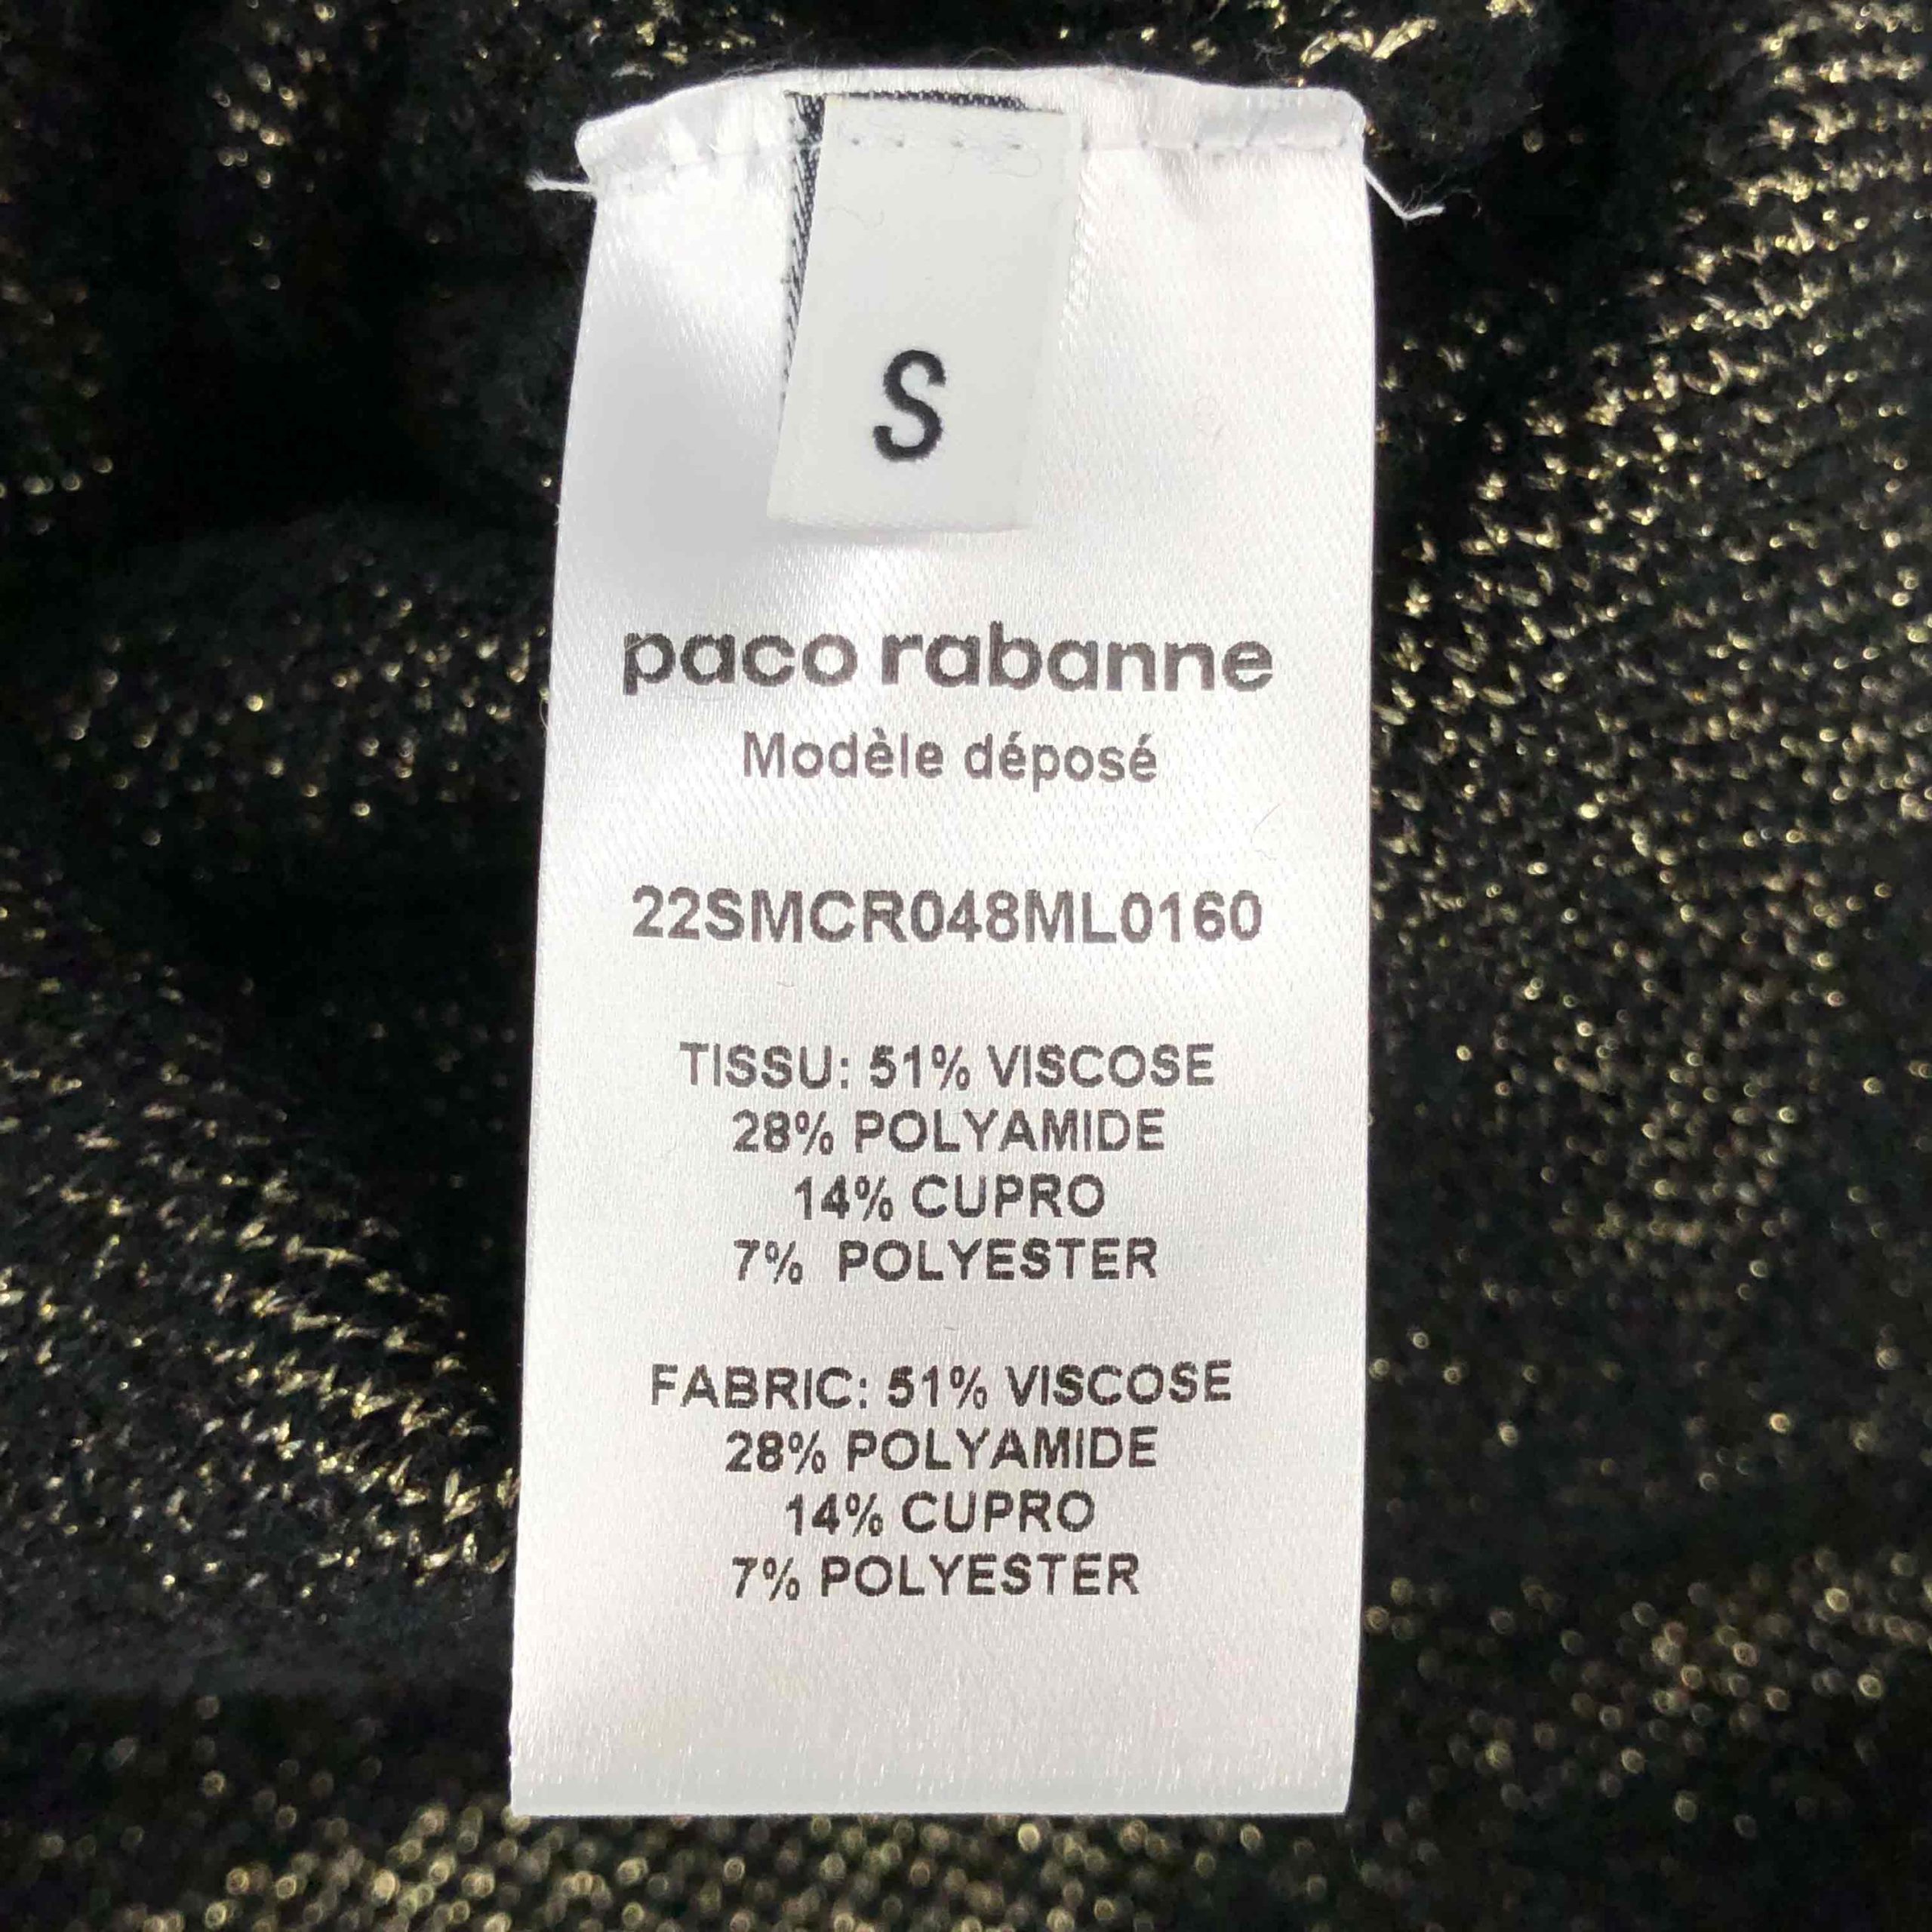 S
paco rabanne
Modèle déposé
22SMCR048ML0160
TISSU: 51% VISCOSE
28% POLYAMIDE
14% CUPRO
7% POLYESTER
FABRIC: 51% VISCOSE
28% POLYAMIDE
14% CUPRO
7% POLYESTER